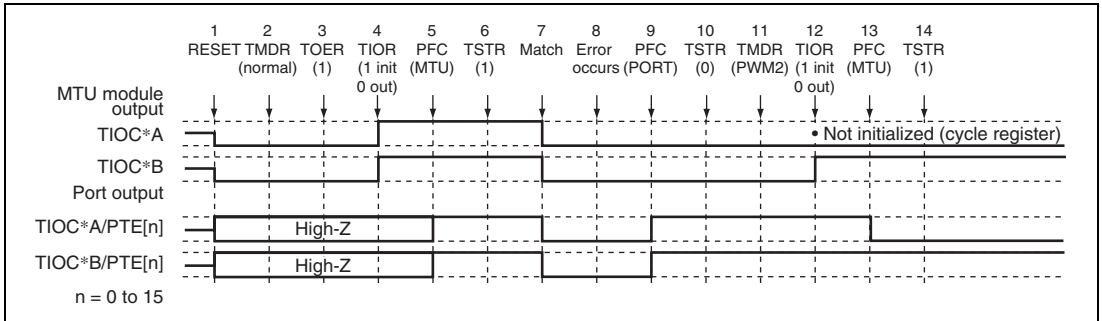 1 2 3 4 5 6 7 8 9 10 11 12 13 14
RESET TMDR TOER TIOR PFC TSTR Match Error PFC TSTR TMDR TIOR PFC TSTR
(normal) (1) (1 init (MTU) (1) occurs (PORT) (0) (PWM2) (1 init (MTU) (1)
0 out) 0 out)
MTU module
output
TIOC*A • Not initialized (cycle register)
TIOC*B
Port output
TIOC*A/PTE[n] High-Z
TIOC*B/PTE[n] High-Z
n = 0 to 15